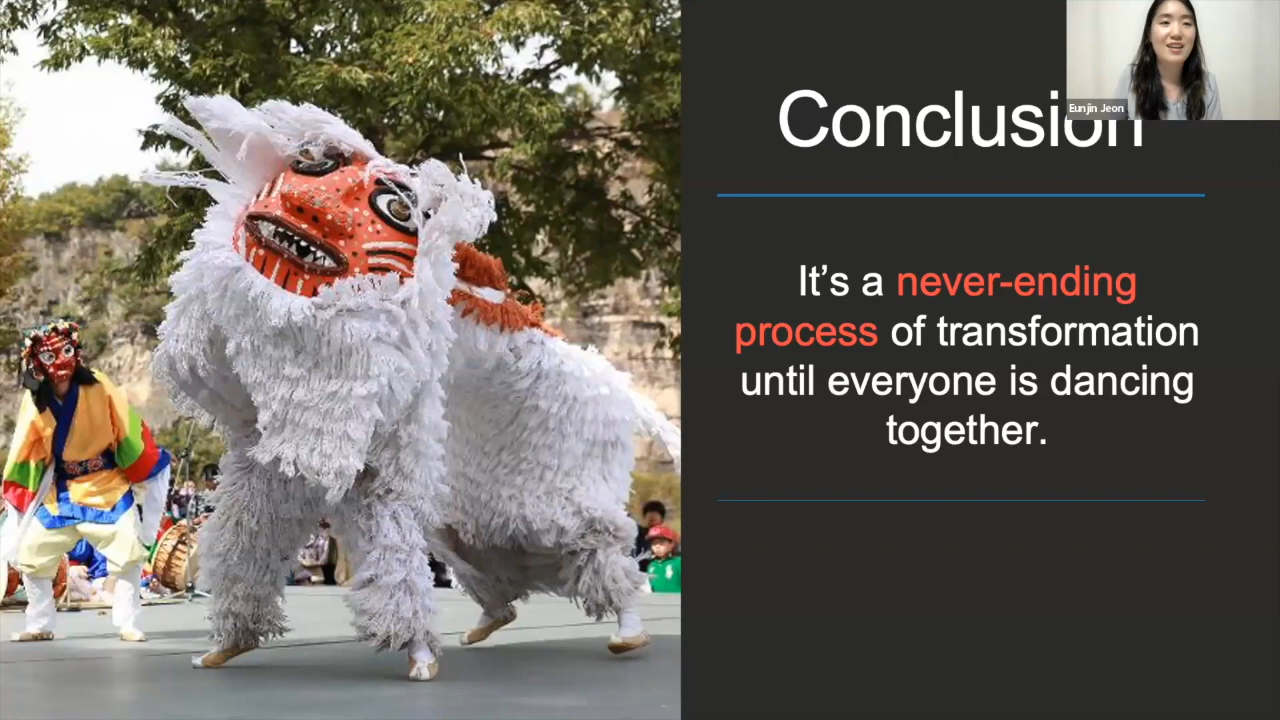 Eunjin Jeon
Conclusion
It’s a never-ending
process of transformation
until everyone is dancing
together.